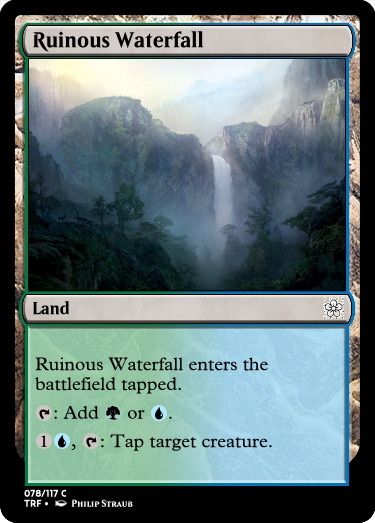 Ruinous Waterfall
Land
Ruinous Waterfall enters the
battlefield tapped.
: Add or .
1 , : Tap target creature.
078/117 C
TRF • Philip Straub